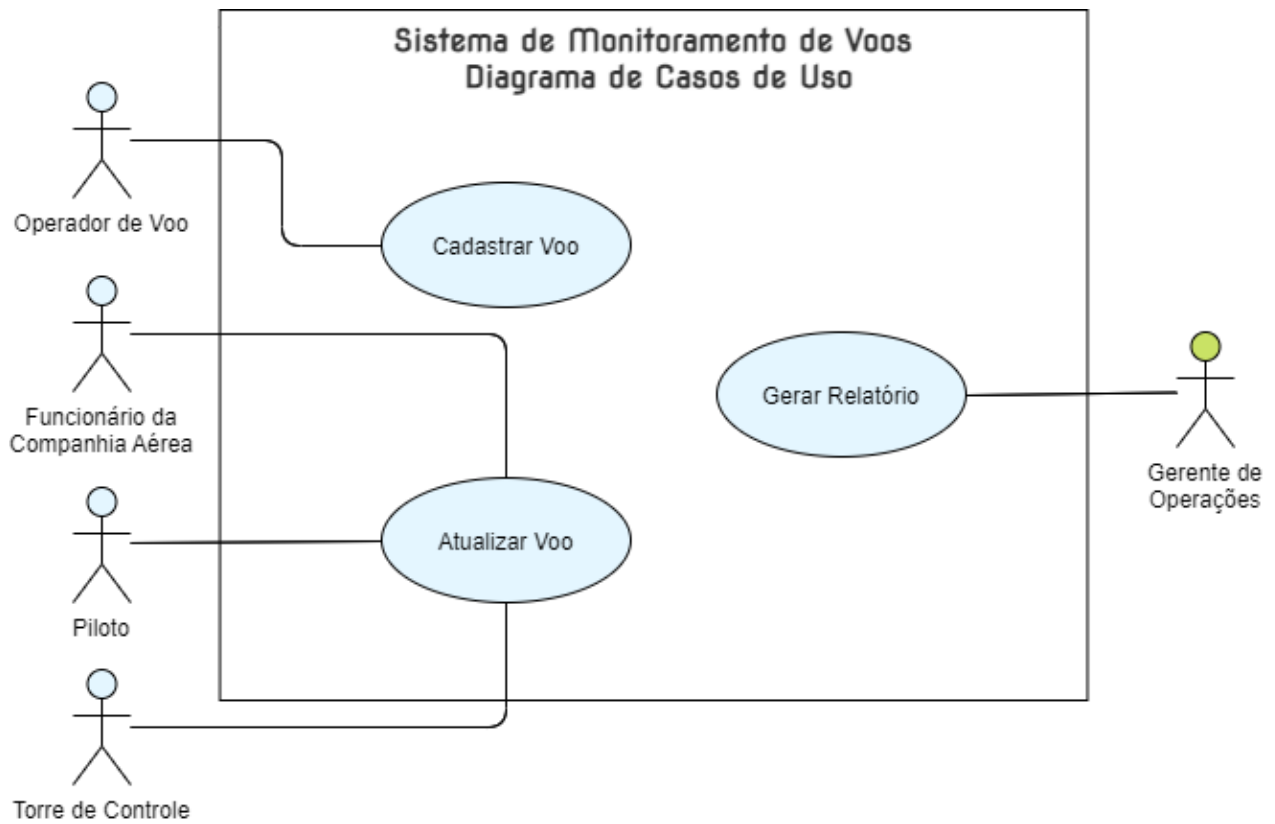 Sistema de Monitoramento de Voos
Diagrama de Casos de Uso
Operador de Voo
Cadastrar Voo
Funcionário da
Companhia Aérea
Gerar Relatório
Gerente de
Operações
Atualizar Voo
Piloto
Torre de Controle